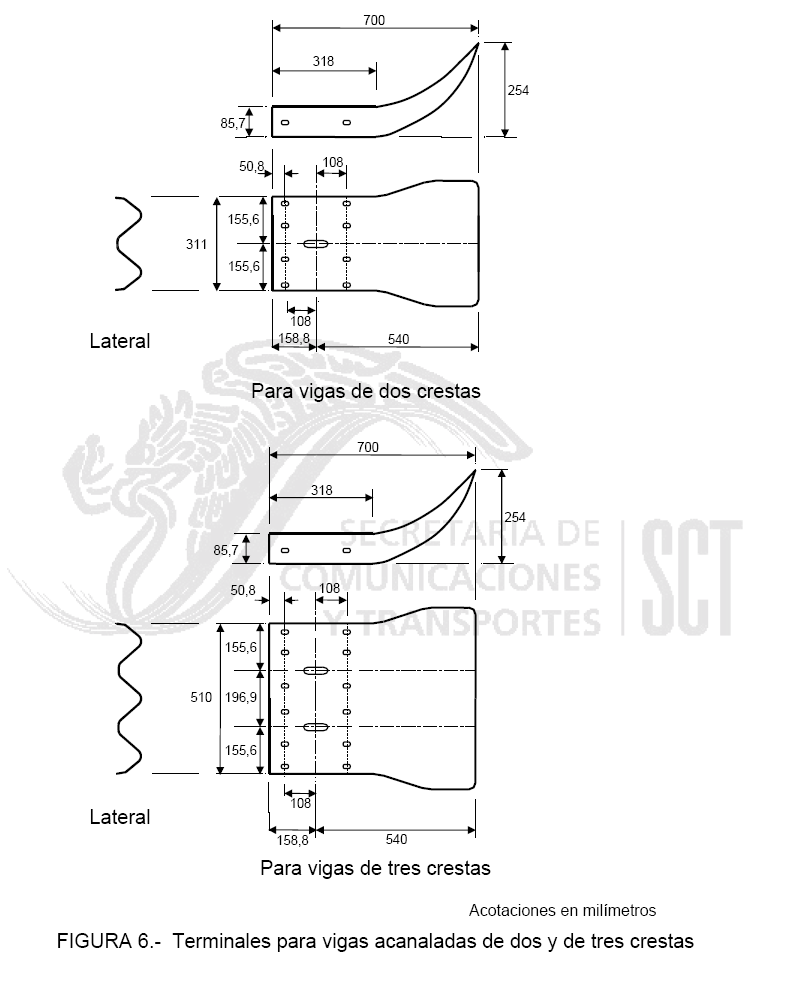 700
318
254
85,7
50,8
108
155,6
311
155,6
108
158,8
540
Lateral
Para vigas de dos crestas
700
318
254
85,7
SECRETARÍA DE
COMUNICACIONES
Y TRANSPORTES
SCT
50,8
108
155,6
510
196,9
155,6
108
158,8
540
Lateral
Para vigas de tres crestas
Acotaciones en milímetros
FIGURA 6.- Terminales para vigas acanaladas de dos y de tres crestas